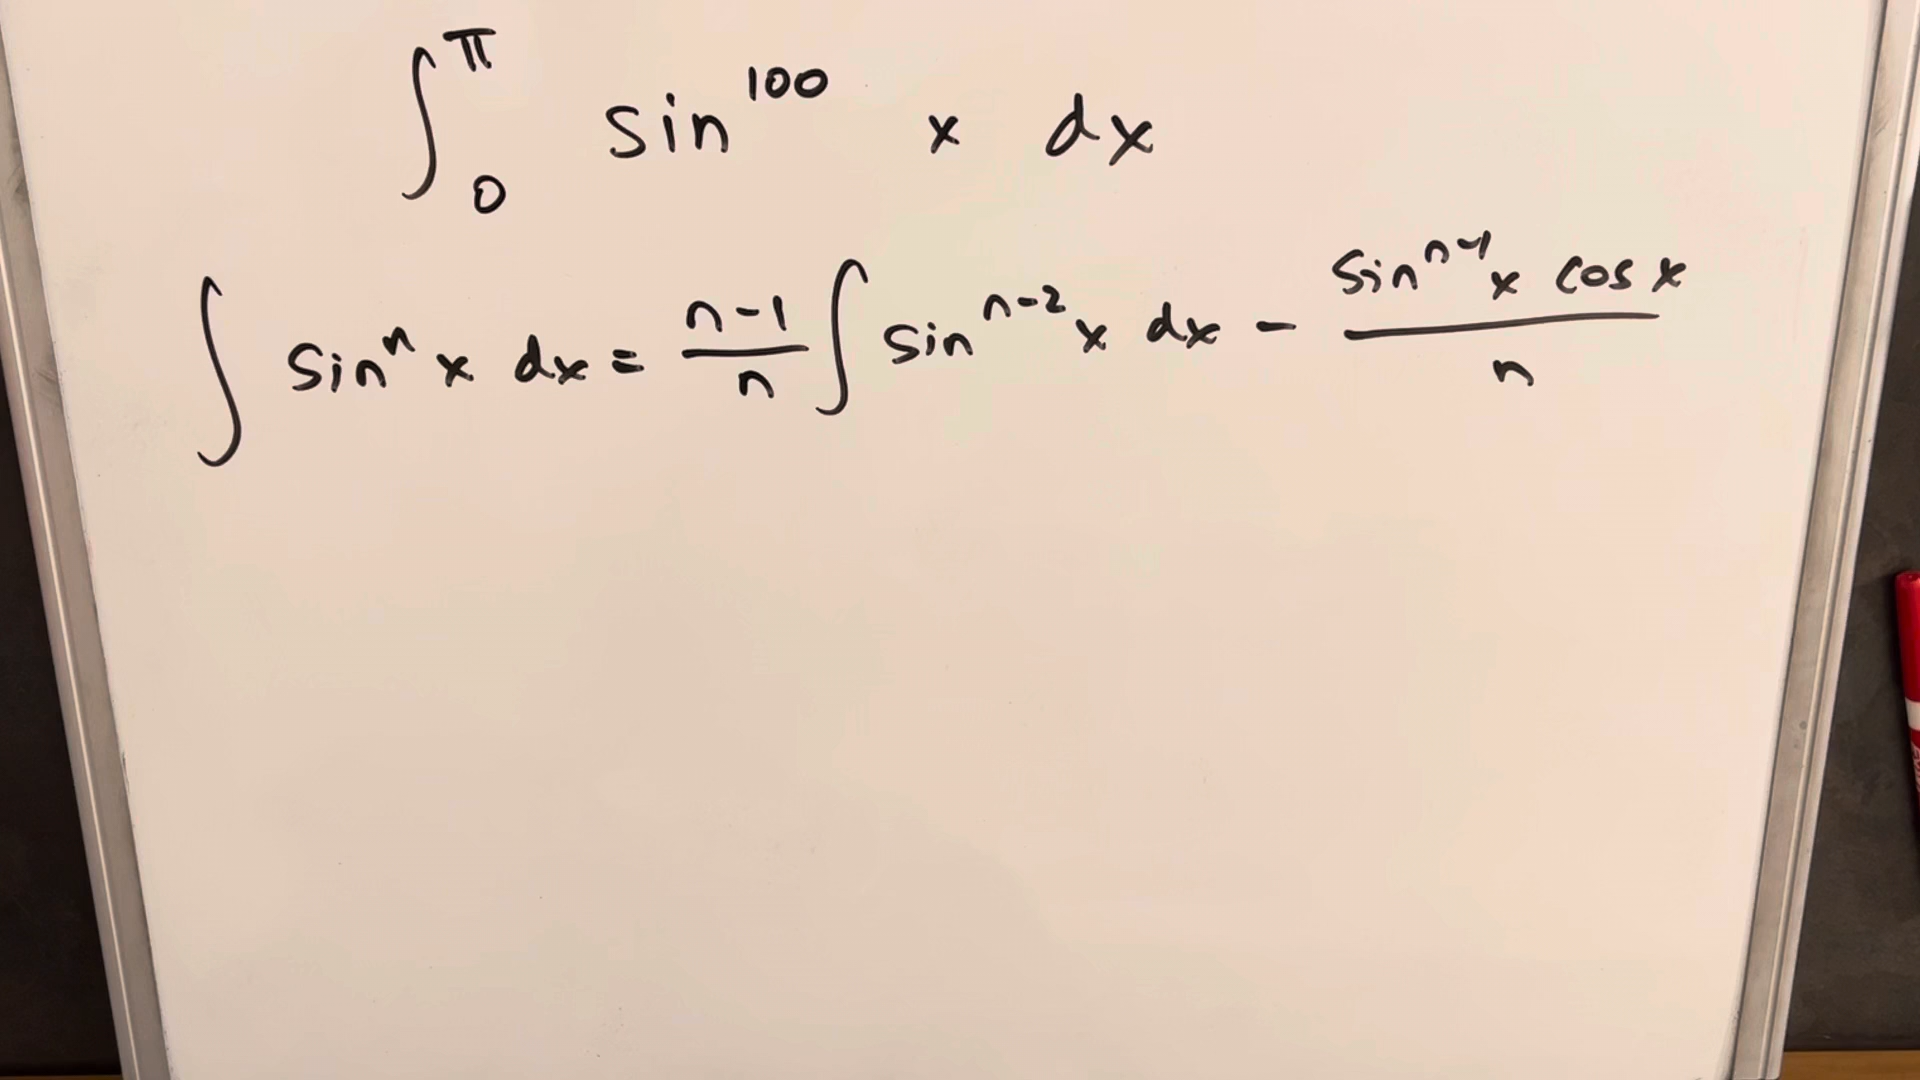 ∫₀^π sin¹⁰⁰ x dx
∫ sinⁿ x dx = (n-1)/n ∫ sinⁿ⁻² x dx - (sinⁿ⁻¹ x cos x)/n